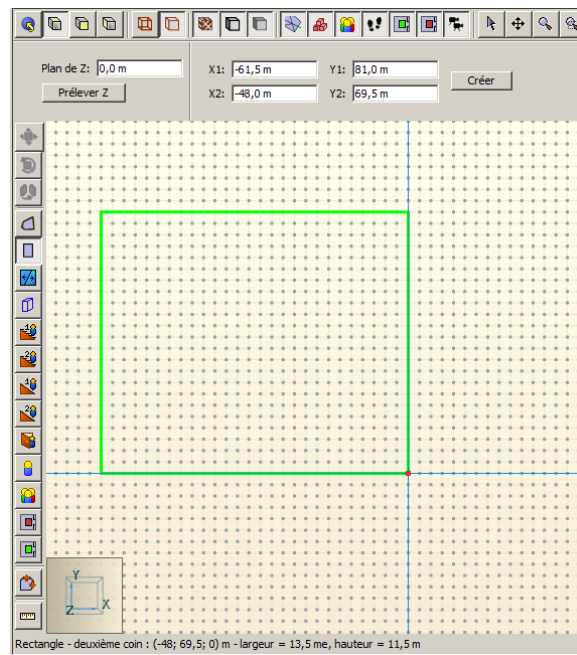 Plan de Z: 0,0 m
X1: -61,5 m Y1: 81,0 m
Créer
Prélever Z
X2: -48,0 m Y2: 69,5 m
Y
Z
X
Rectangle - deuxième coin : (-48; 69,5; 0) m - largeur = 13,5 me, hauteur = 11,5 m